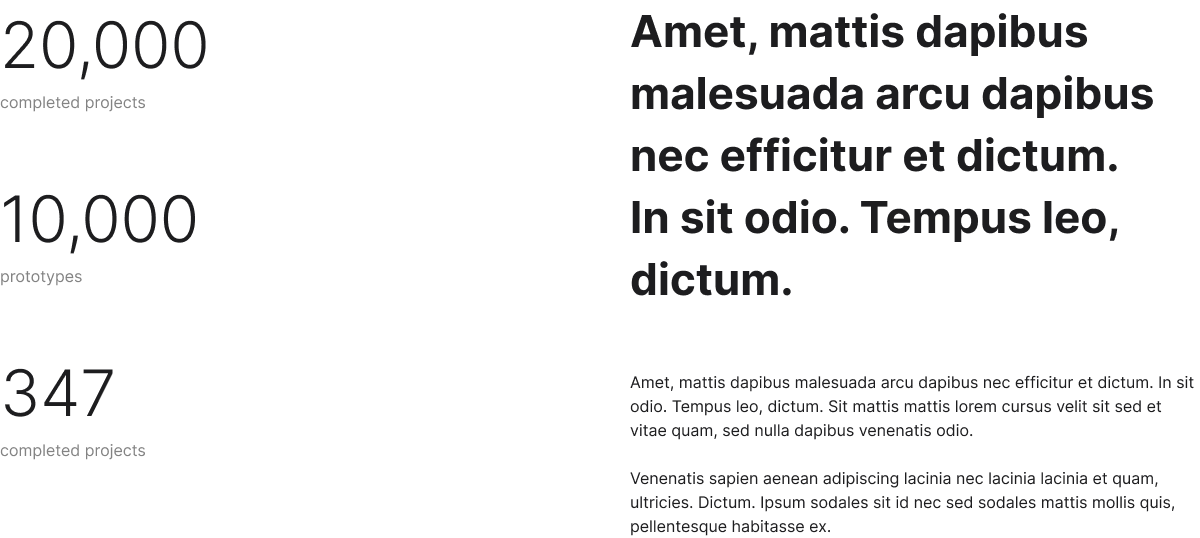 20,000
completed projects
10,000
prototypes
347
completed projects
Amet, mattis dapibus
malesuada arcu dapibus
nec efficitur et dictum.
In sit odio. Tempus leo,
dictum.
Amet, mattis dapibus malesuada arcu dapibus nec efficitur et dictum. In sit
odio. Tempus leo, dictum. Sit mattis mattis lorem cursus velit sit sed et
vitae quam, sed nulla dapibus venenatis odio.
Venenatis sapien aenean adipiscing lacinia nec lacinia lacinia et quam,
ultricies. Dictum. Ipsum sodales sit id nec sed sodales mattis mollis quis,
pellentesque habitasse ex.